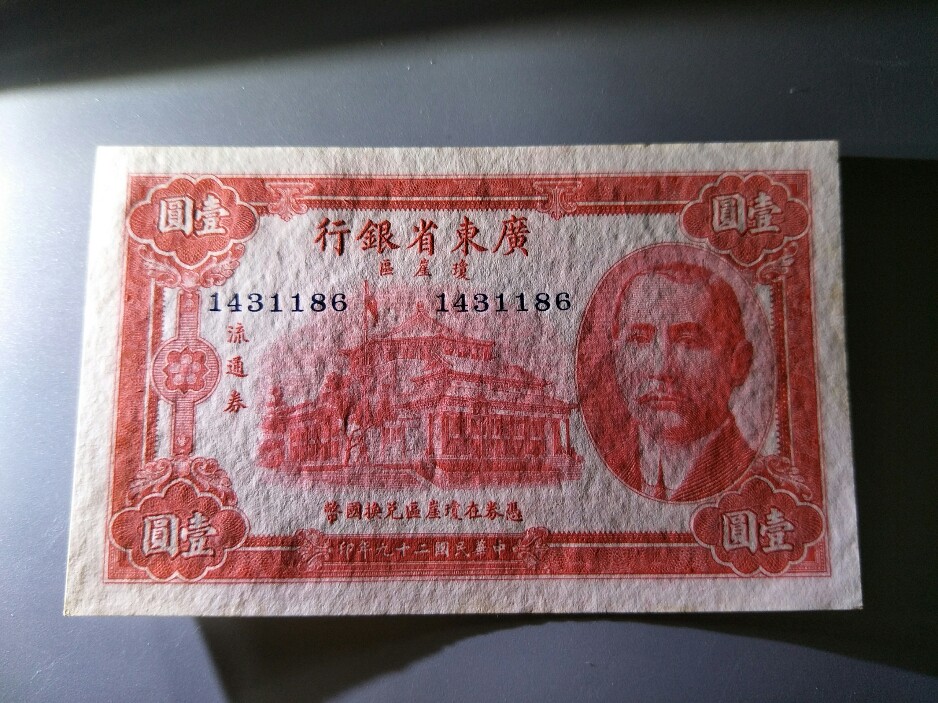 壹圓
壹圓
廣東省銀行
瓊崖區
1431186
1431186
流通券
憑券在瓊崖區兑換國幣
中華民國二十九年印
壹圓
壹圓